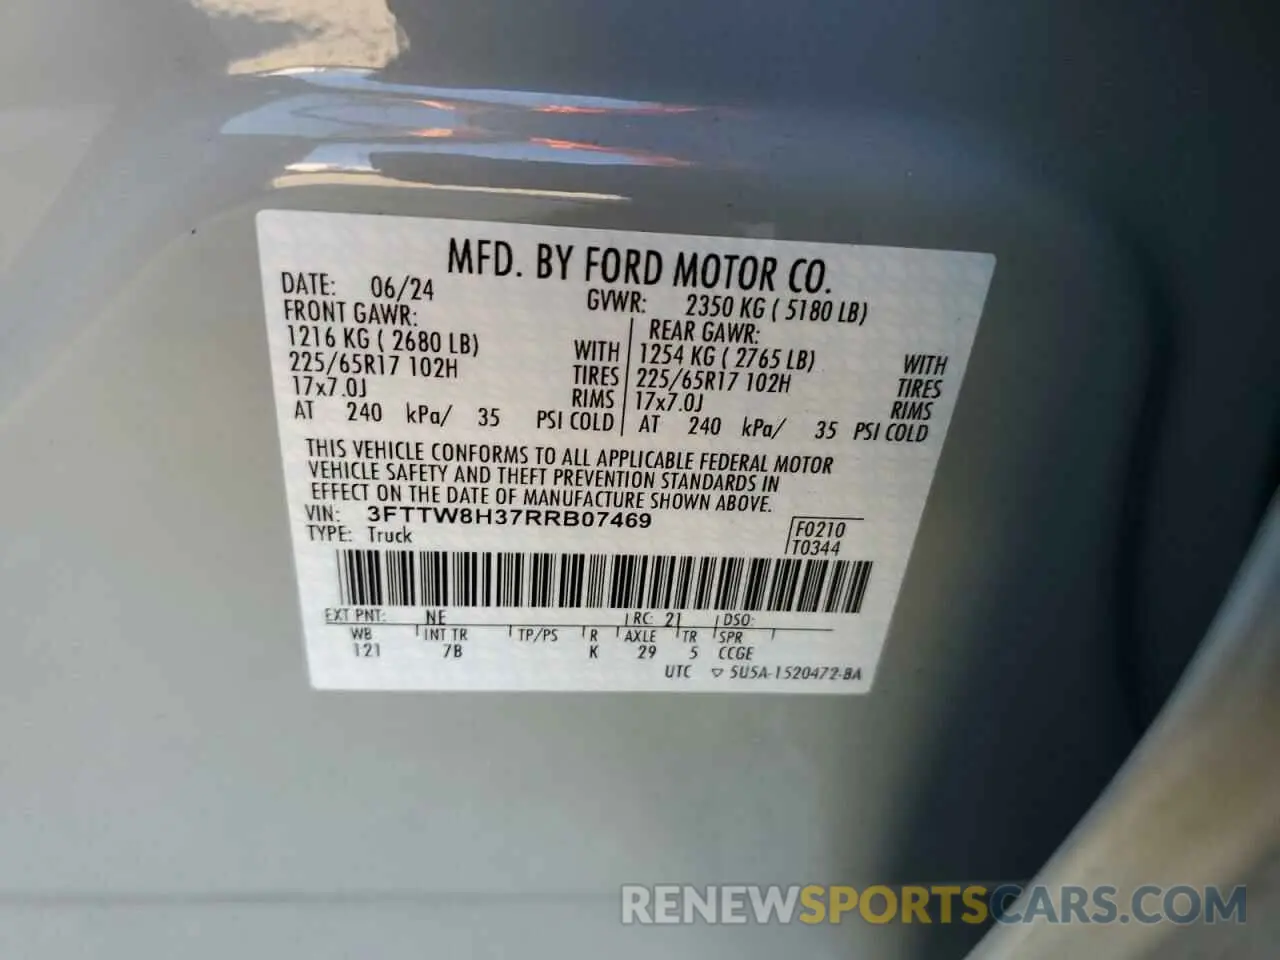 MFD. BY FORD MOTOR CO.
DATE: 06/24 GVWR: 2350 KG ( 5180 LB)
FRONT GAWR: REAR GAWR:
1216 KG ( 2680 LB) WITH 1254 KG ( 2765 LB) WITH
225/65R17 102H TIRES 225/65R17 102H TIRES
17x7.0J RIMS 17x7.0J RIMS
AT 240 kPa/ 35 PSI COLD AT 240 kPa/ 35 PSI COLD
THIS VEHICLE CONFORMS TO ALL APPLICABLE FEDERAL MOTOR
VEHICLE SAFETY AND THEFT PREVENTION STANDARDS IN
EFFECT ON THE DATE OF MANUFACTURE SHOWN ABOVE.
VIN: 3FTTW8H37RRB07469 F0210
TYPE: Truck T0344
EXT PNT: NE RC: 21 DSO:
WB INT TR TP/PS R AXLE TR SPR
121 7B K 29 5 CCGE
UTC ▽ 5U5A-1520472-BA
RENEWSPORTSCARS.COM